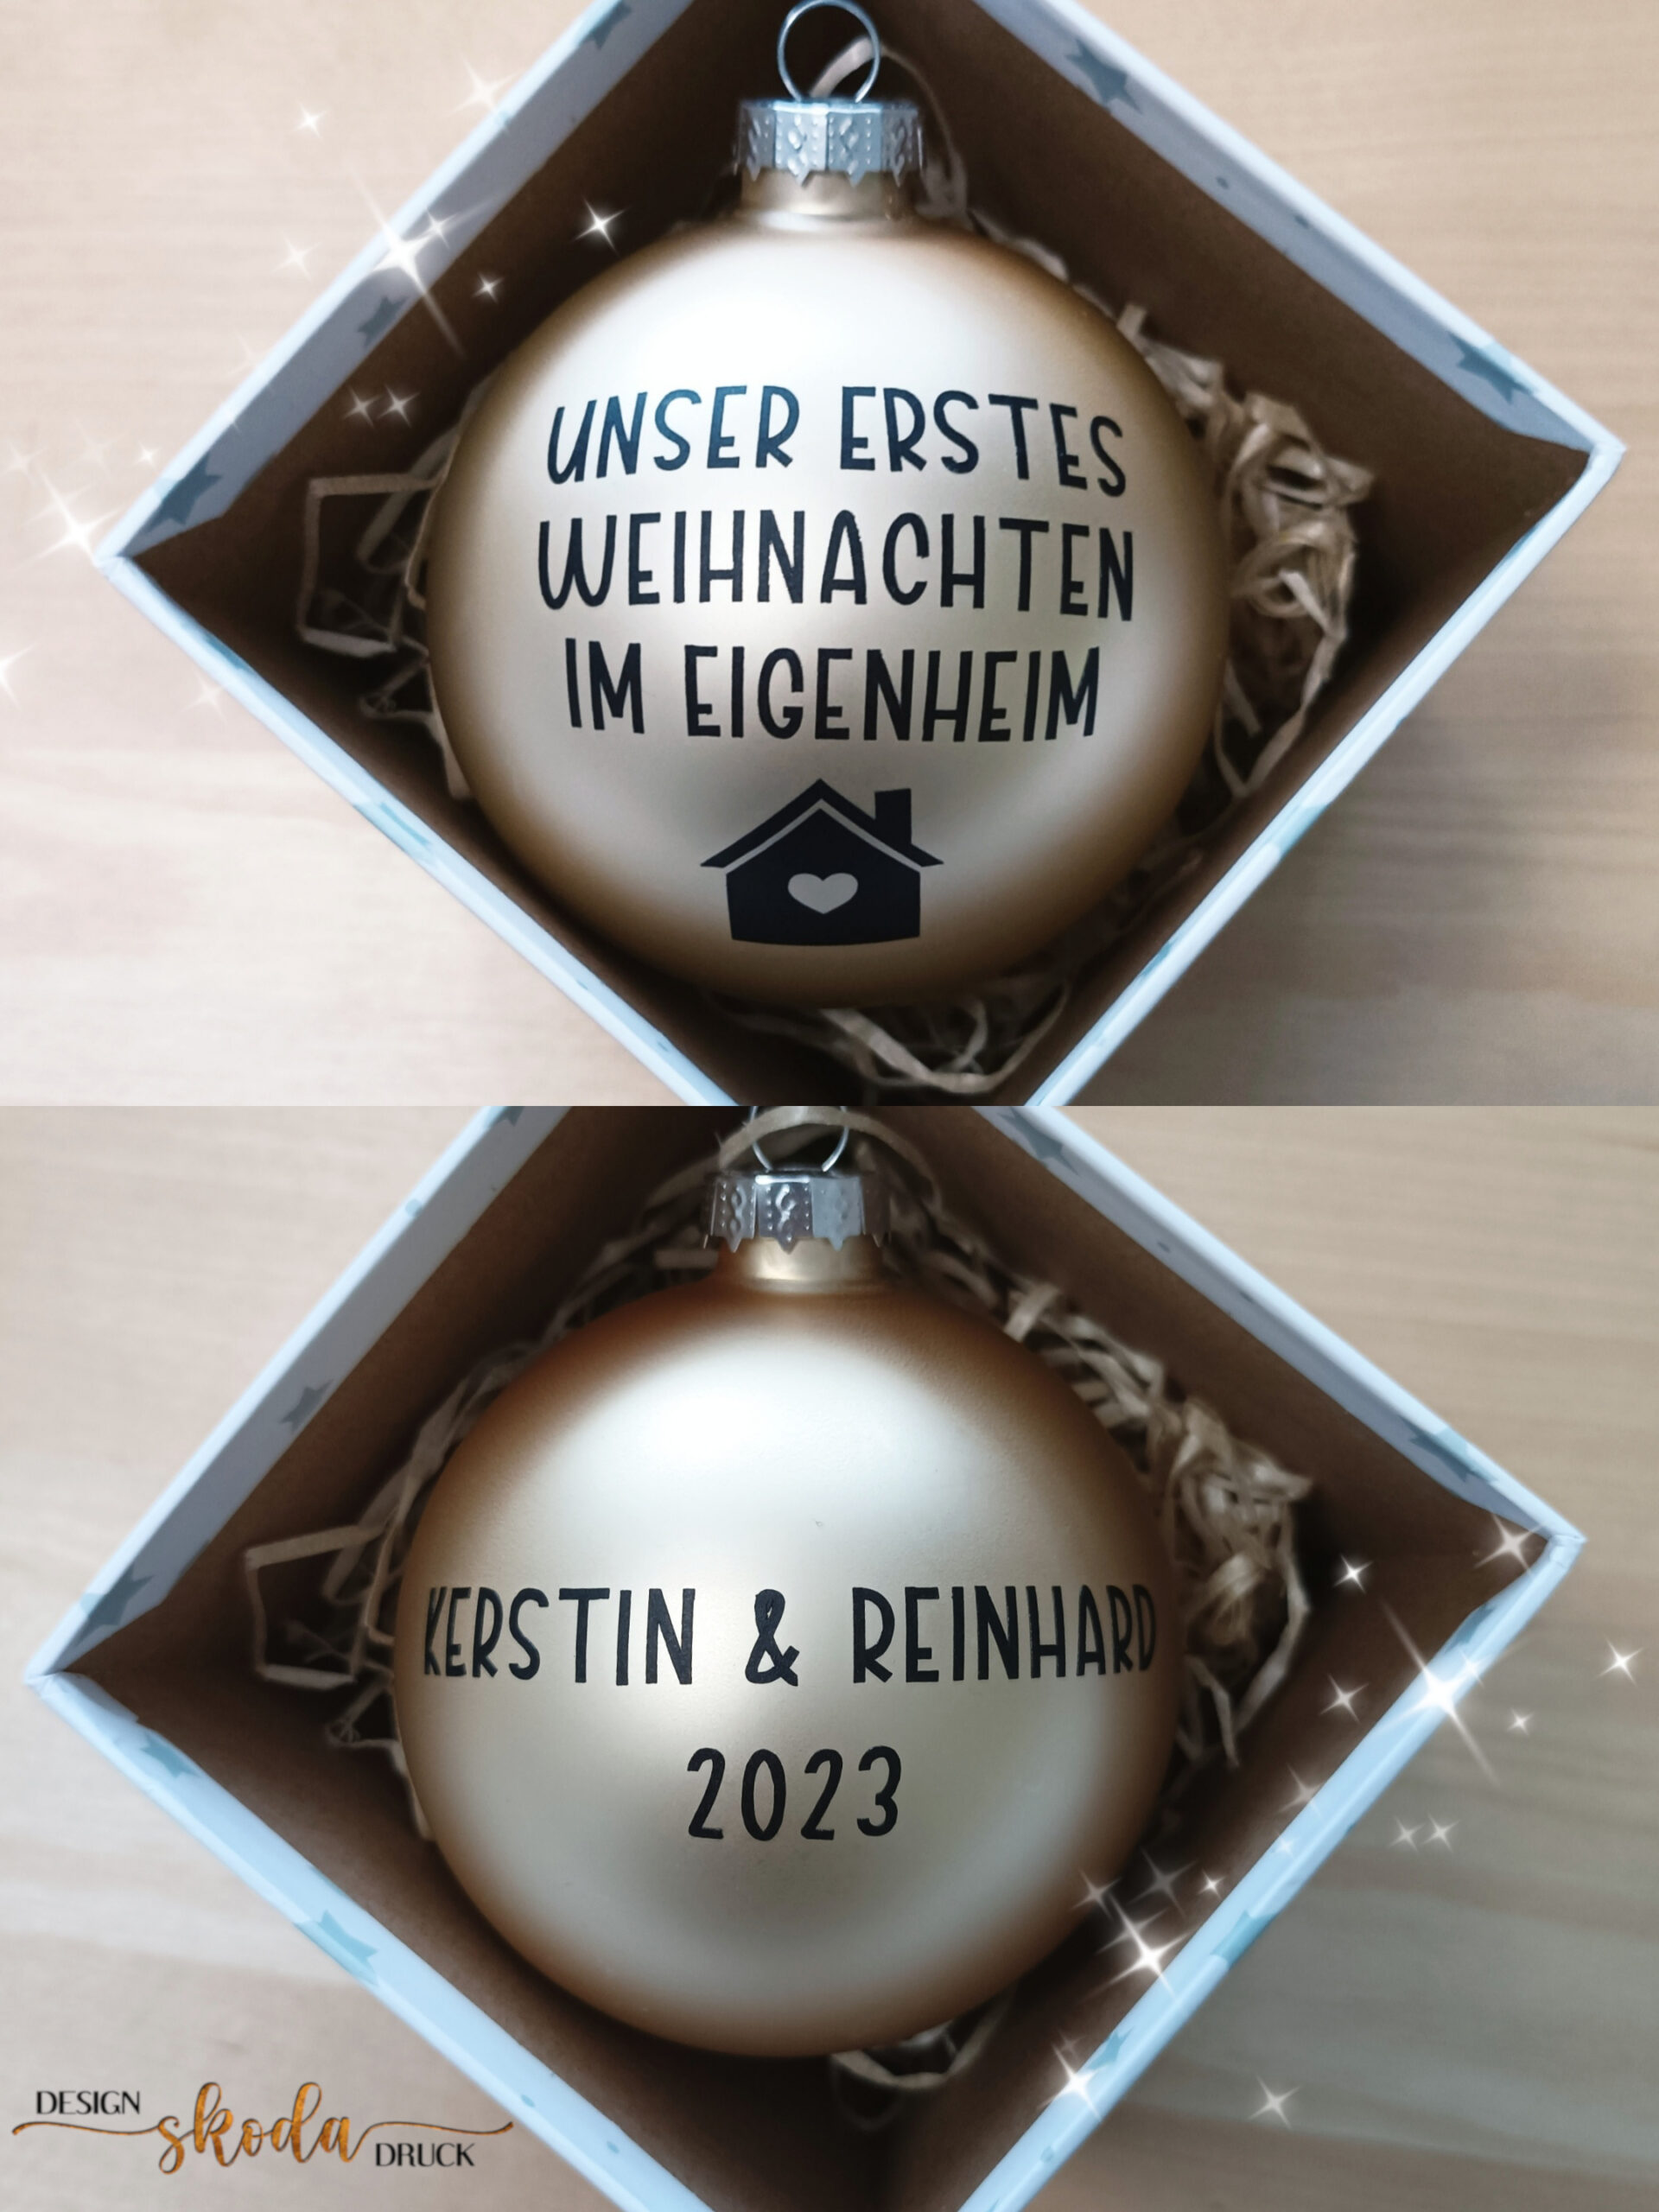 UNSER ERSTES
WEIHNACHTEN
IM EIGENHEIM
KERSTIN & REINHARD
2023
DESIGN
skoda
DRUCK